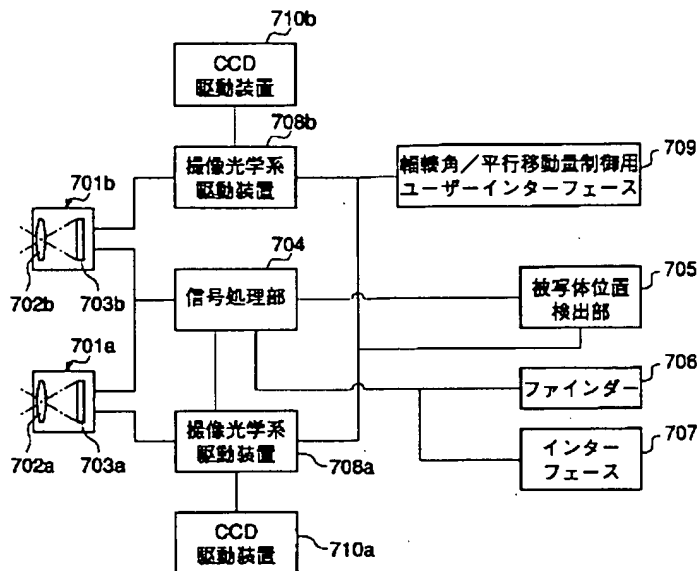 710b
CCD
駆動装置
708b
撮像光学系
駆動装置
輻輳角／平行移動量制御用
ユーザーインターフェース
709
701b
702b
703b
704
信号処理部
705
被写体位置
検出部
701a
702a
703a
706
ファインダー
撮像光学系
駆動装置
708a
707
インター
フェース
CCD
駆動装置
710a